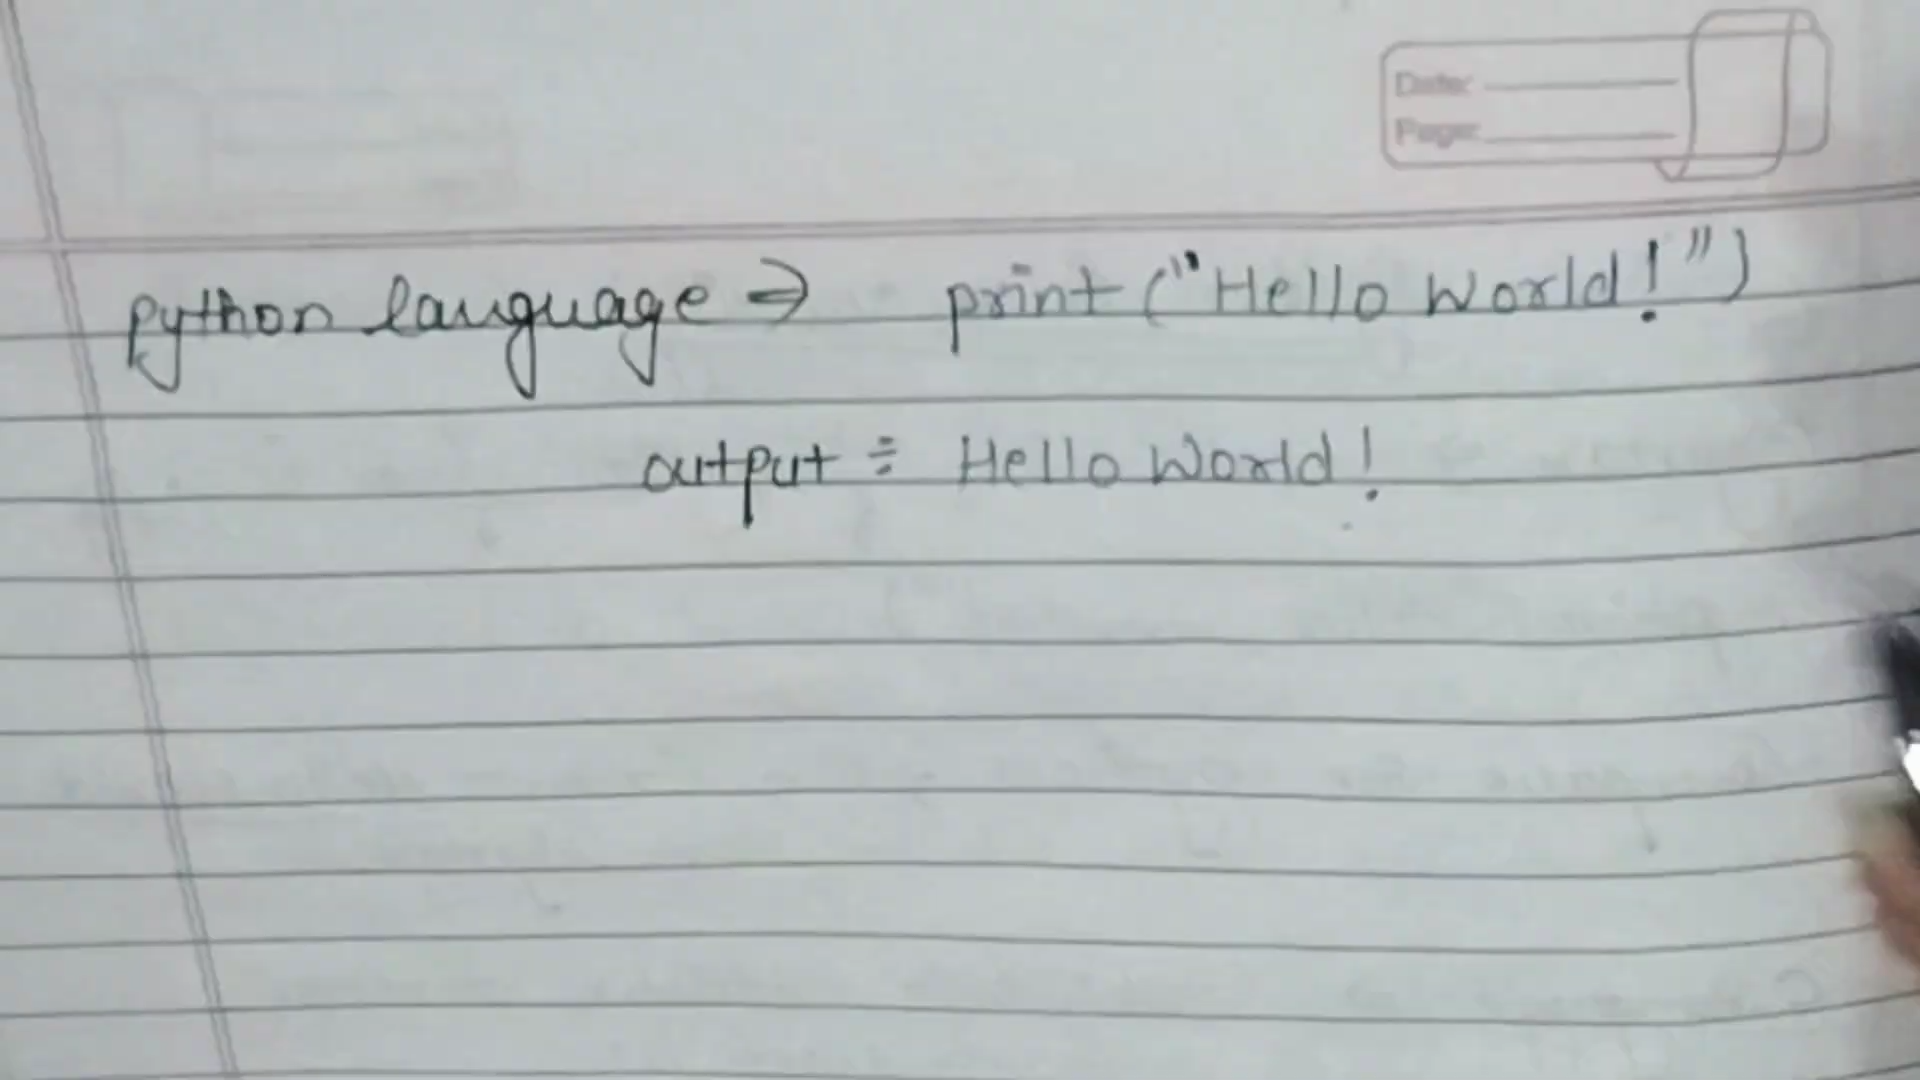 Date:
Page:
python language ⇒ print ("Hello World!")
output ÷ Hello World!